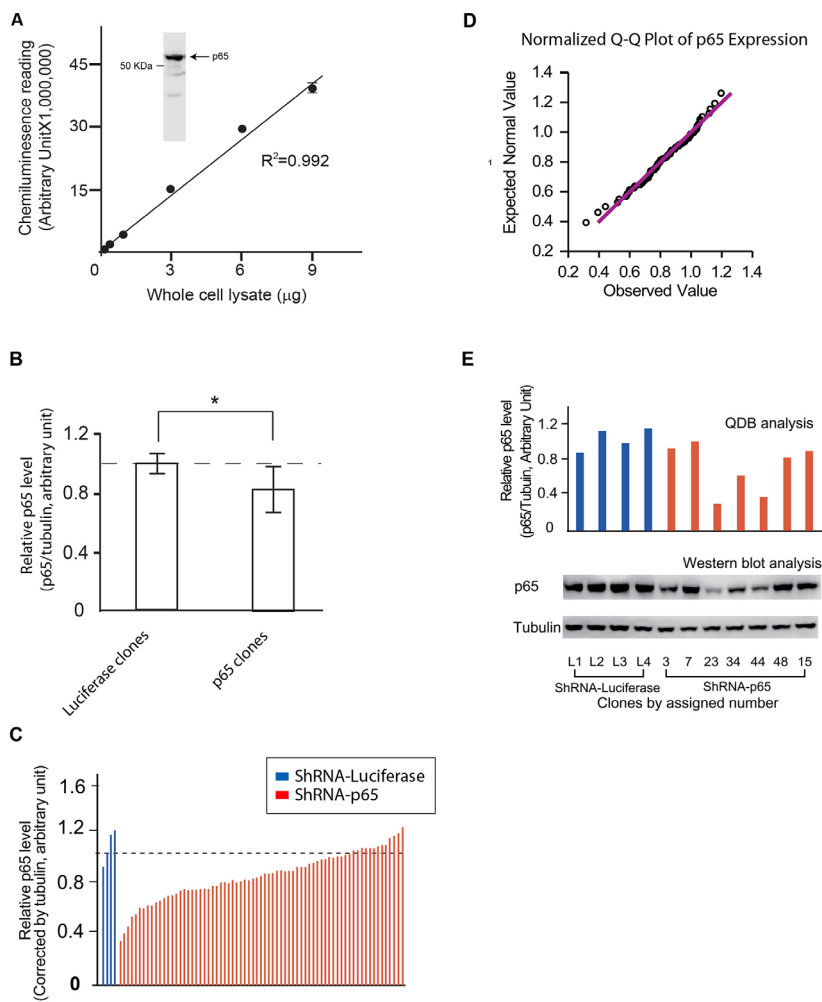 A
Chemiluminesence reading
(Arbitrary UnitX1,000,000)
45
30
15
0
3
6
9
50 KDa
p65
R²=0.992
Whole cell lysate (μg)
D
Normalized Q-Q Plot of p65 Expression
Expected Normal Value
1.4
1.2
1.0
0.8
0.6
0.4
0.2
0.2
0.4
0.6
0.8
1.0
1.2
1.4
Observed Value
1
B
Relative p65 level
(p65/tubulin, arbitrary unit)
1.2
0.8
0.4
0
*
Luciferase clones
p65 clones
E
Relative p65 level
(p65/Tubuin, Arbitrary Unit)
1.2
0.8
0.4
0
QDB analysis
Western blot analysis
p65
Tubulin
L1 L2 L3 L4 3 7 23 34 44 48 15
ShRNA-Luciferase ShRNA-p65
Clones by assigned number
C
Relative p65 level
(Corrected by tubulin, arbitrary unit)
1.6
1.2
0.8
0.4
0
ShRNA-Luciferase
ShRNA-p65